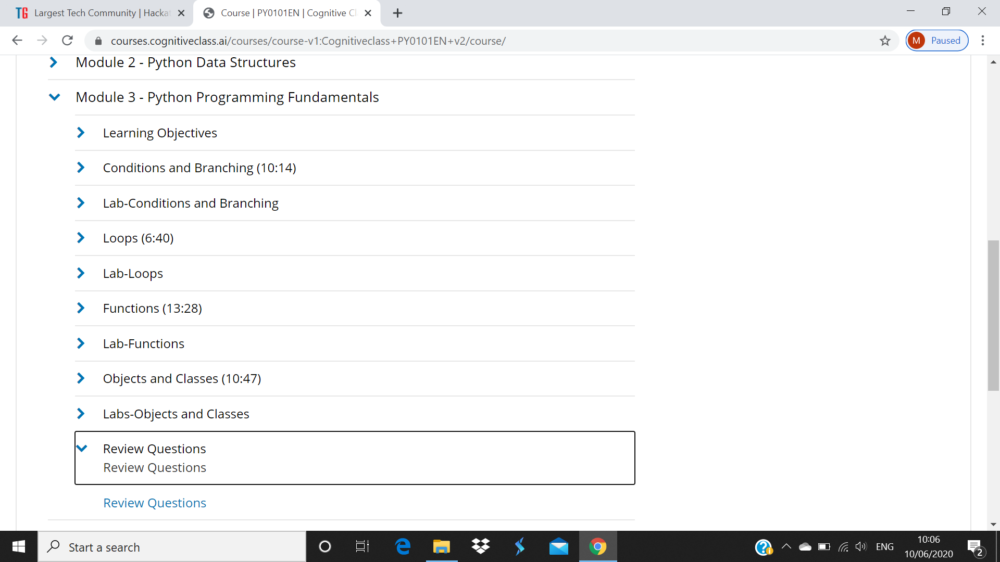 TG Largest Tech Community | Hacka
Course | PY0101EN | Cognitive Cl
courses.cognitiveclass.ai/courses/course-v1:Cognitiveclass+PY0101EN+v2/course/
M Paused
Module 2 - Python Data Structures
Module 3 - Python Programming Fundamentals
Learning Objectives
Conditions and Branching (10:14)
Lab-Conditions and Branching
Loops (6:40)
Lab-Loops
Functions (13:28)
Lab-Functions
Objects and Classes (10:47)
Labs-Objects and Classes
Review Questions
Review Questions
Review Questions
Start a search
ENG
10:06
10/06/2020
2